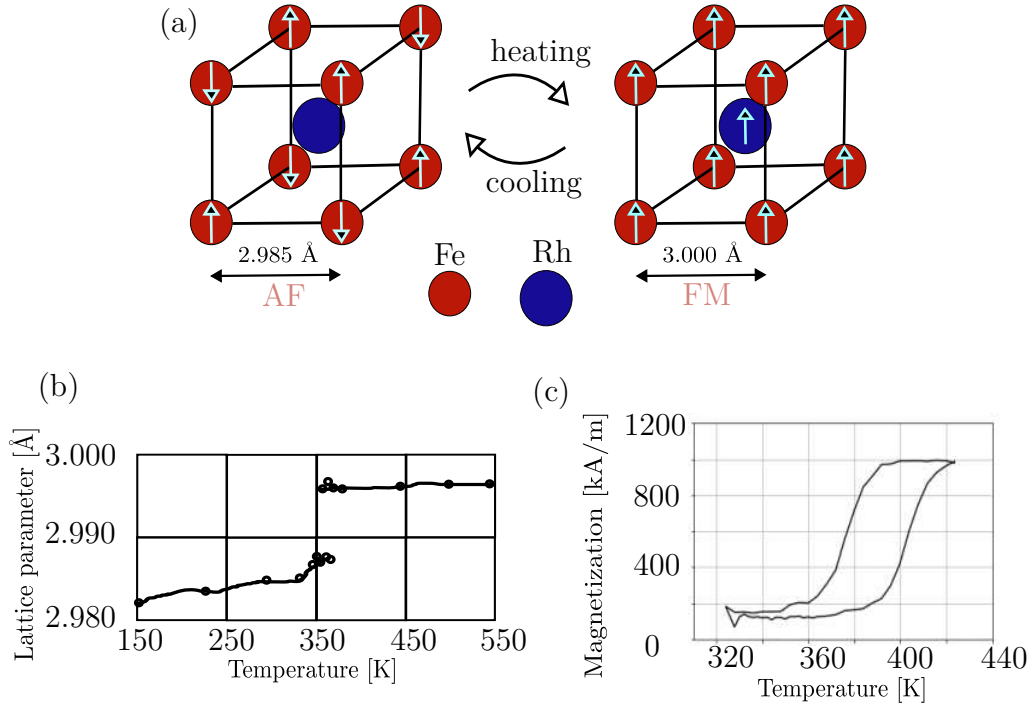 (a)
heating
cooling
2.985 Å
AF
Fe
Rh
3.000 Å
FM
(b)
Lattice parameter [Å]
3.000
2.990
2.980
150
250
350
450
550
Temperature [K]
(c)
Magnetization [kA/m]
1200
800
400
0
320
360
400
440
Temperature [K]